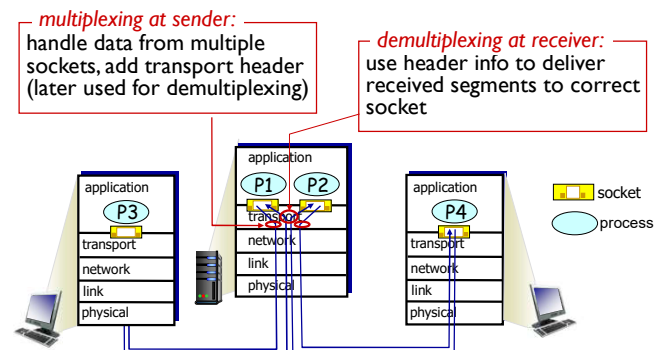 multiplexing at sender:
handle data from multiple
sockets, add transport header
(later used for demultiplexing)
demultiplexing at receiver:
use header info to deliver
received segments to correct
socket
application
P3
transport
network
link
physical
application
P1 P2
transport
network
link
physical
application
P4
transport
network
link
physical
socket
process